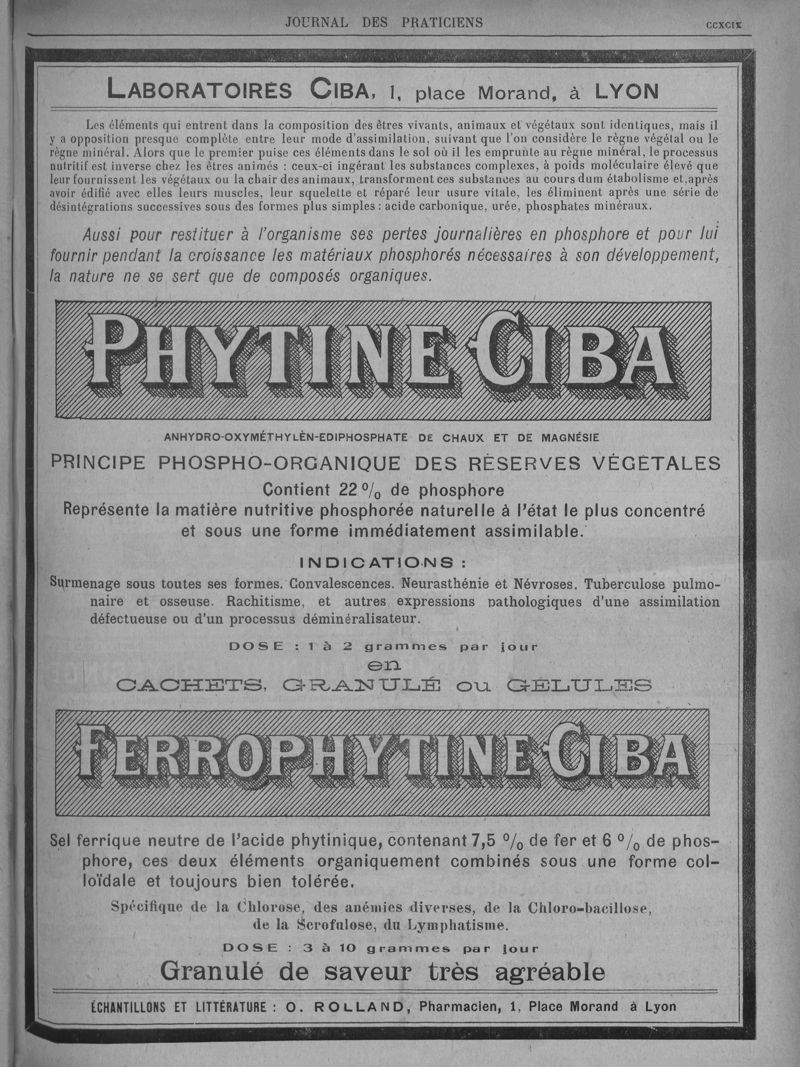 JOURNAL DES PRATICIENS
CCXCIX
LABORATOIRES CIBA, 1, place Morand, à LYON
Les éléments qui entrent dans la composition des êtres vivants, animaux et végétaux sont identiques, mais il
y a opposition presque complète entre leur mode d'assimilation, suivant que l'on considère le règne végétal ou le
règne minéral. Alors que le premier puise ces éléments dans le sol où il les emprunte au règne minéral, le processus
nutritif est inverse chez les êtres animés : ceux-ci ingérant les substances complexes, à poids moléculaire élevé que
leur fournissent les végétaux ou la chair des animaux, transforment ces substances au cours dum étabolisme et,après
avoir édifié avec elles leurs muscles, leur squelette et réparé leur usure vitale, les éliminent après une série de
désintégrations successives sous des formes plus simples : acide carbonique, urée, phosphates minéraux.
Aussi pour restituer à l'organisme ses pertes journalières en phosphore et pour lui
fournir pendant la croissance les matériaux phosphorés nécessaires à son développement,
la nature ne se sert que de composés organiques.
PHYTINE CIBA
ANHYDRO-OXYMÉTHYLÈN-EDIPHOSPHATE DE CHAUX ET DE MAGNÉSIE
PRINCIPE PHOSPHO-ORGANIQUE DES RÉSERVES VÉGÉTALES
Contient 22 % de phosphore
Représente la matière nutritive phosphorée naturelle à l'état le plus concentré
et sous une forme immédiatement assimilable.
INDICATIONS :
Surmenage sous toutes ses formes. Convalescences. Neurasthénie et Névroses. Tuberculose pulmo-
naire et osseuse. Rachitisme, et autres expressions pathologiques d'une assimilation
défectueuse ou d'un processus déminéralisateur.
DOSE : 1 à 2 grammes par jour
en
CACHETS, GRANULÉ ou GÉLULES
FERROPHYTINE CIBA
Sel ferrique neutre de l'acide phytinique, contenant 7,5 % de fer et 6 % de phos-
phore, ces deux éléments organiquement combinés sous une forme col-
loïdale et toujours bien tolérée.
Spécifique de la Chlorose, des anémies diverses, de la Chloro-bacillose,
de la Scrofulose, du Lymphatisme.
DOSE : 3 à 10 grammes par jour
Granulé de saveur très agréable
ÉCHANTILLONS ET LITTÉRATURE : O. ROLLAND, Pharmacien, 1, Place Morand à Lyon